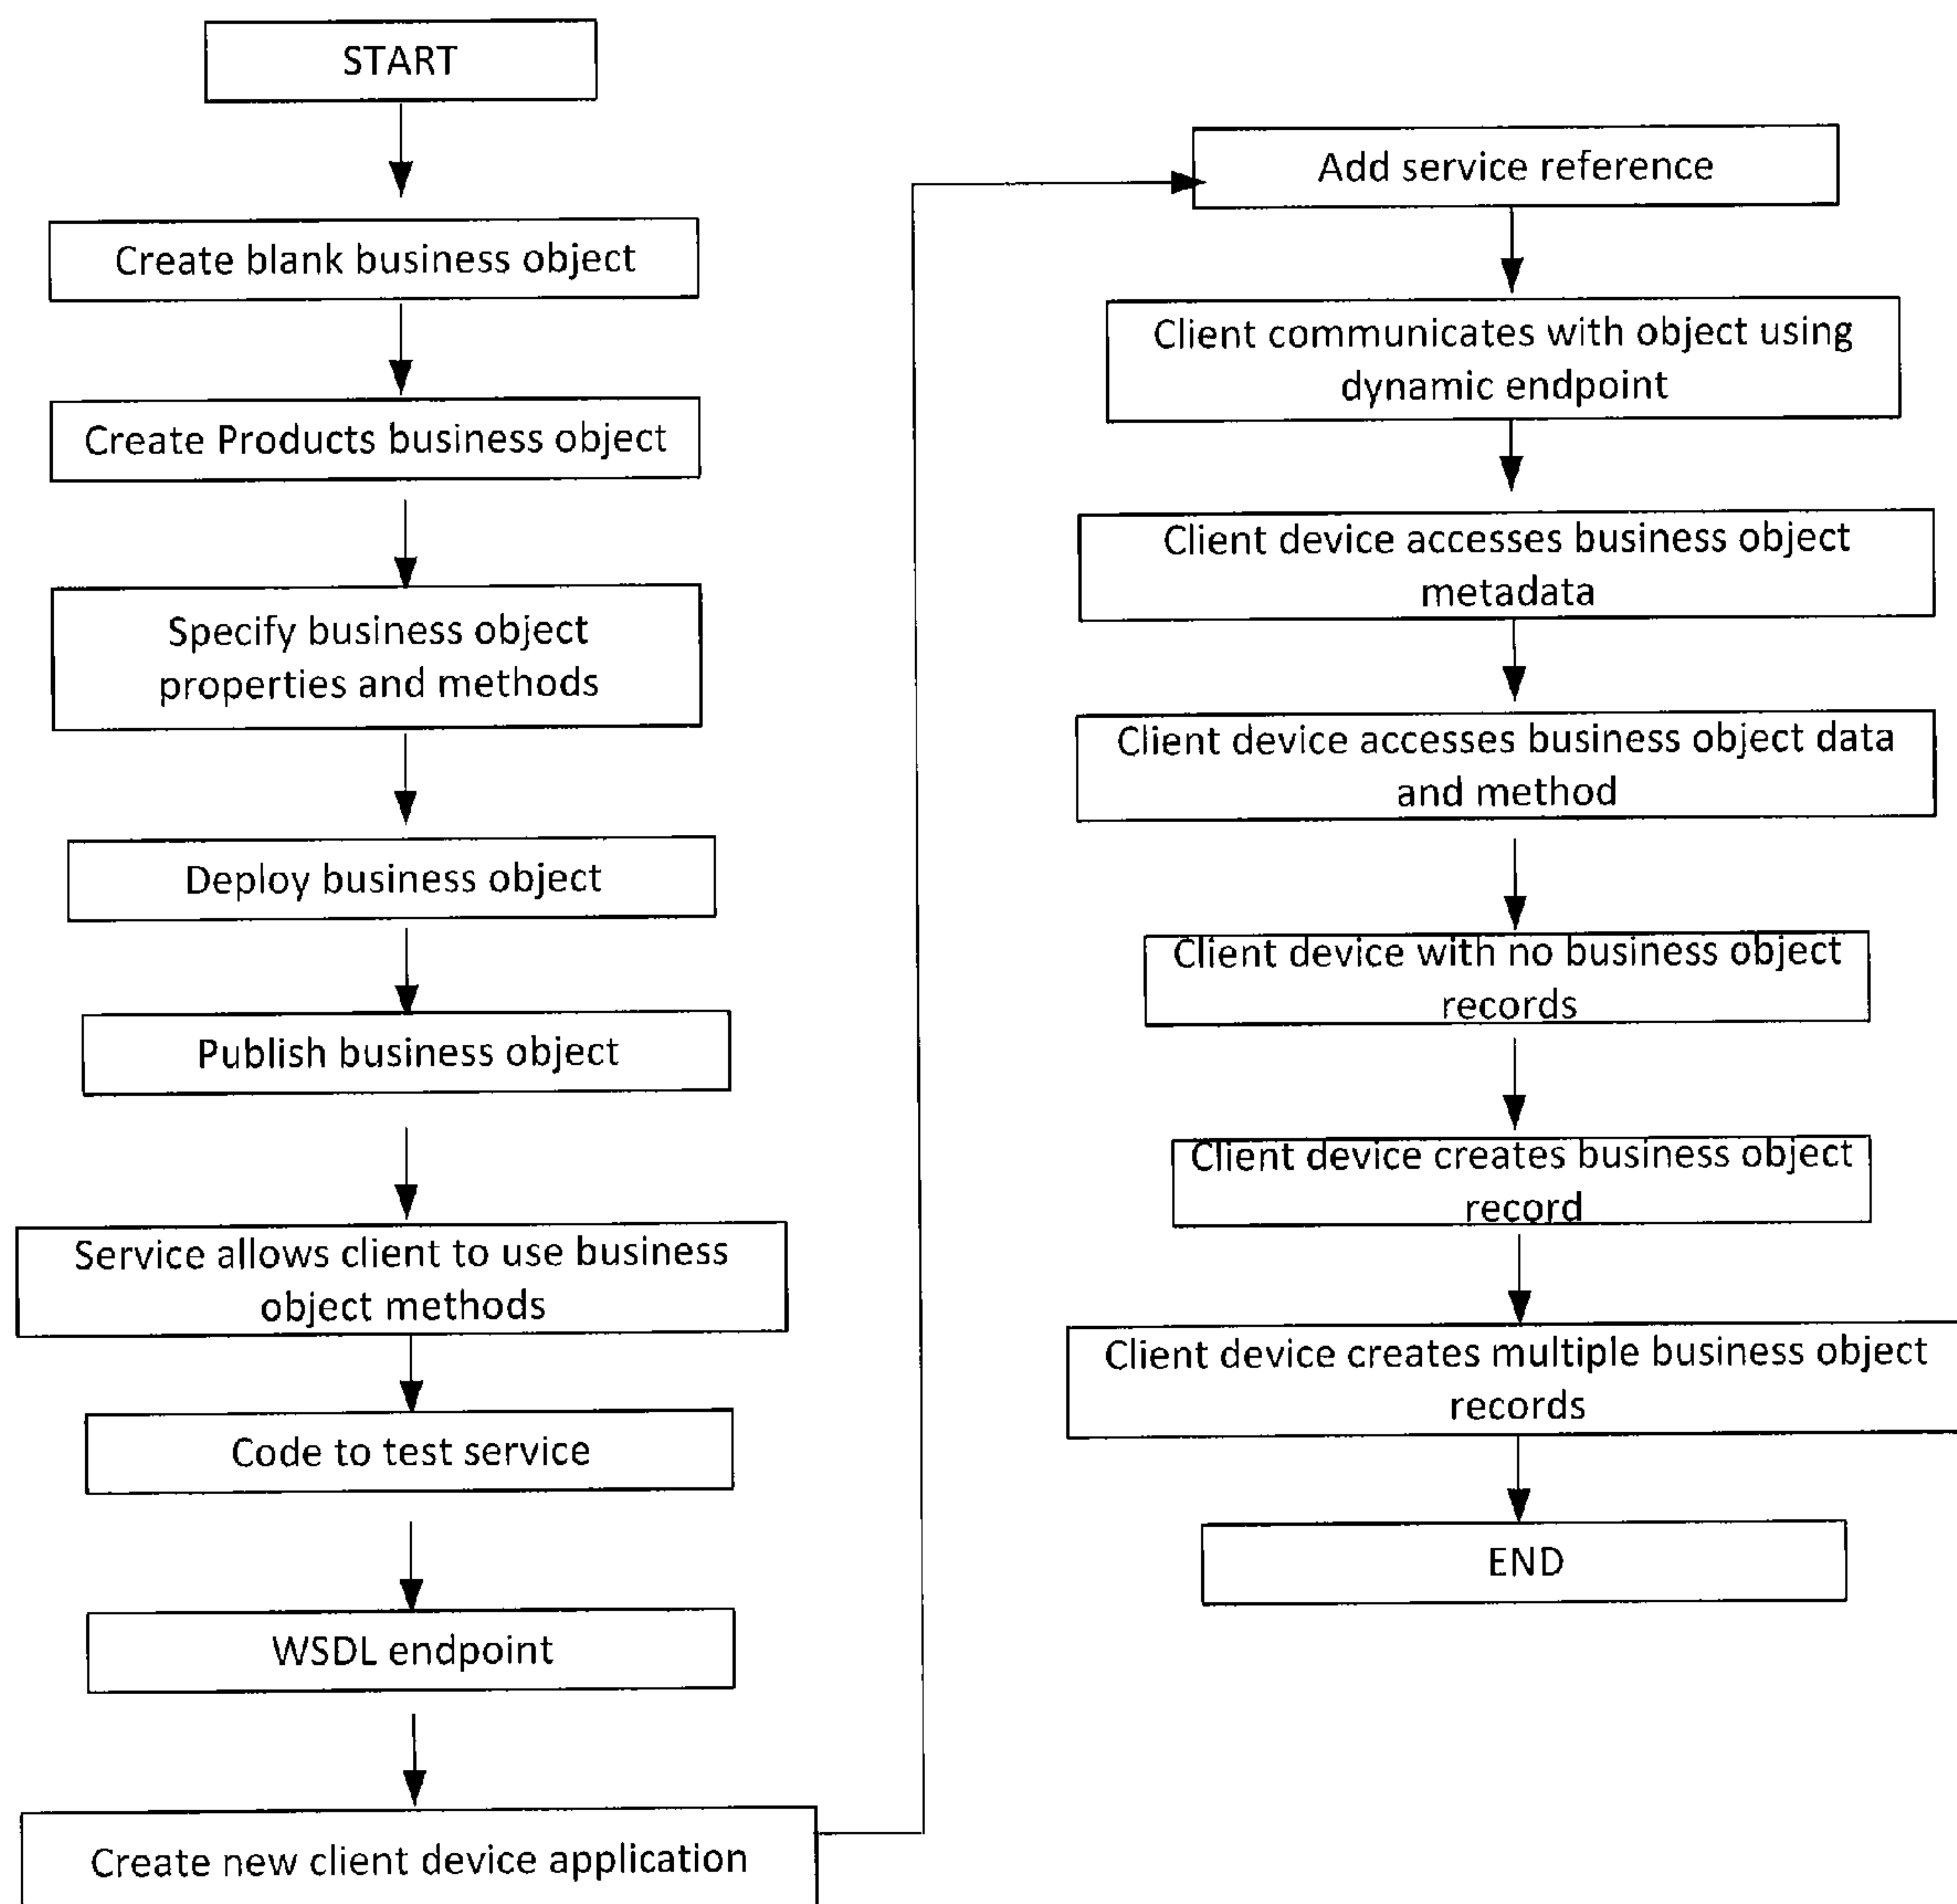 START
Create blank business object
Create Products business object
Specify business object
properties and methods
Deploy business object
Publish business object
Service allows client to use business
object methods
Code to test service
WSDL endpoint
Create new client device application
Add service reference
Client communicates with object using
dynamic endpoint
Client device accesses business object
metadata
Client device accesses business object data
and method
Client device with no business object
records
Client device creates business object
record
Client device creates multiple business object
records
END